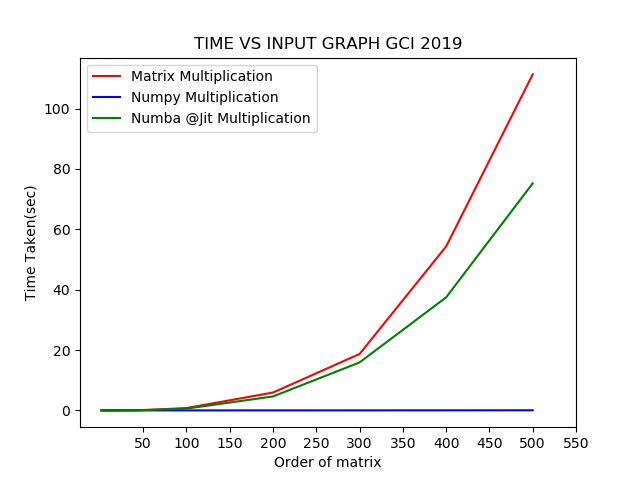 TIME VS INPUT GRAPH GCI 2019
Matrix Multiplication
Numpy Multiplication
Numba @Jit Multiplication
Time Taken(sec)
100
80
60
40
20
0
50 100 150 200 250 300 350 400 450 500 550
Order of matrix